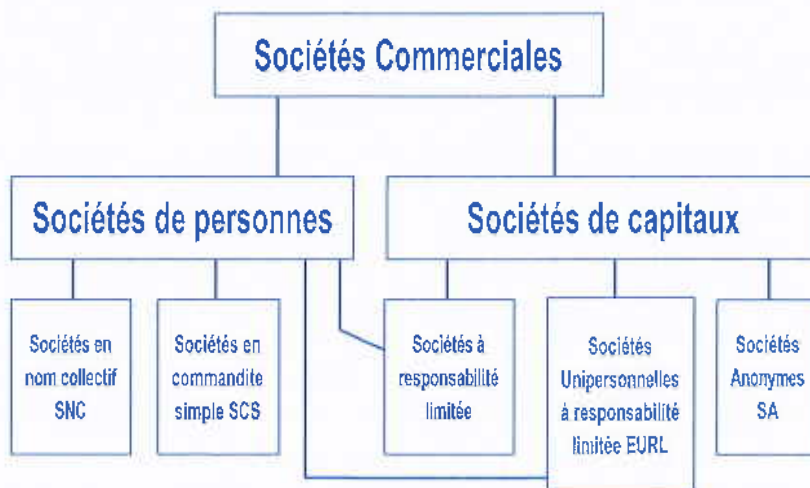 Sociétés Commerciales
Sociétés de personnes
Sociétés de capitaux
Sociétés en
nom collectif
SNC
Sociétés en
commandite
simple SCS
Sociétés à
responsabilité
limitée
Sociétés
Unipersonnelles
à responsabilité
limitée EURL
Sociétés
Anonymes
SA